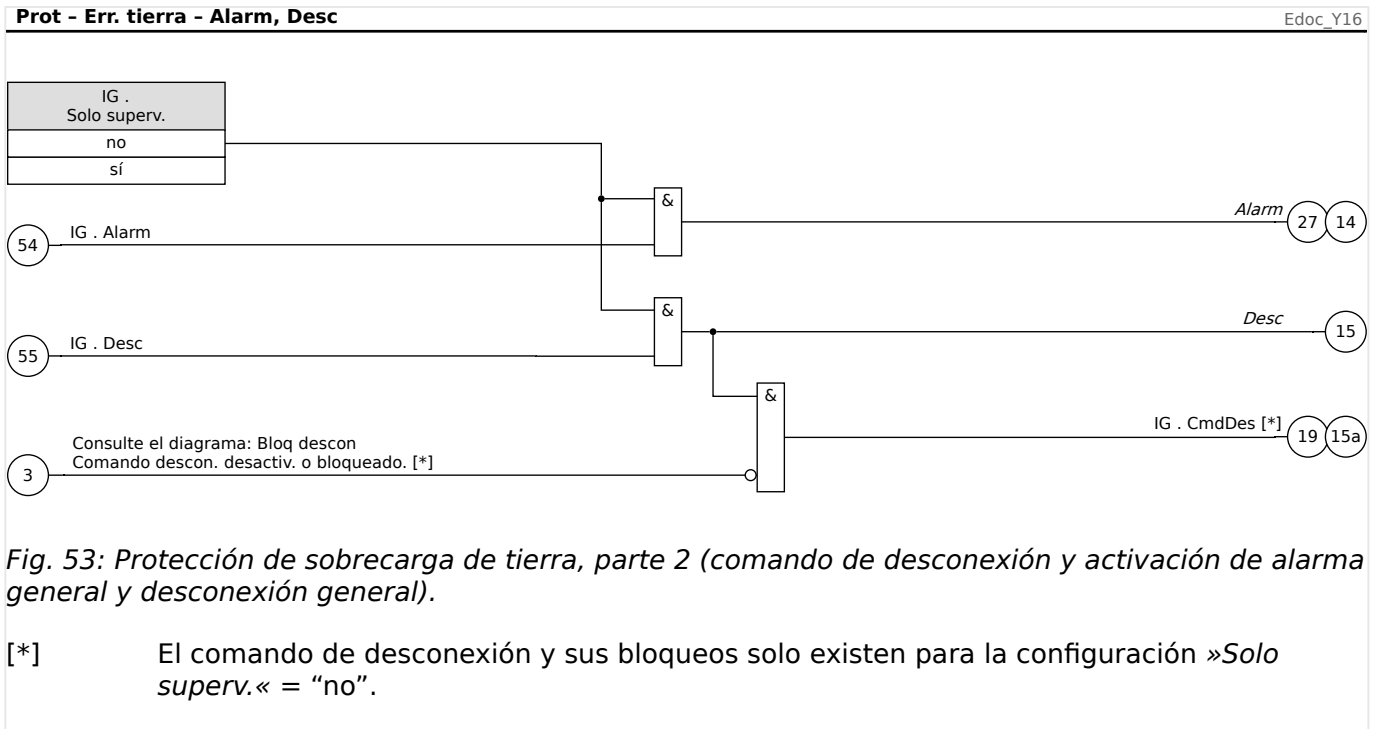 Prot – Err. tierra – Alarm, Desc
Edoc_Y16
IG .
Solo superv.
no
sí
&
Alarm
27
14
54
IG . Alarm
&
Desc
15
55
IG . Desc
&
IG . CmdDes [*]
19
15a
Consulte el diagrama: Bloq descon
Comando descon. desactiv. o bloqueado. [*]
3
Fig. 53: Protección de sobrecarga de tierra, parte 2 (comando de desconexión y activación de alarma
general y desconexión general).
[*] El comando de desconexión y sus bloqueos solo existen para la configuración »Solo
superv.« = “no”.